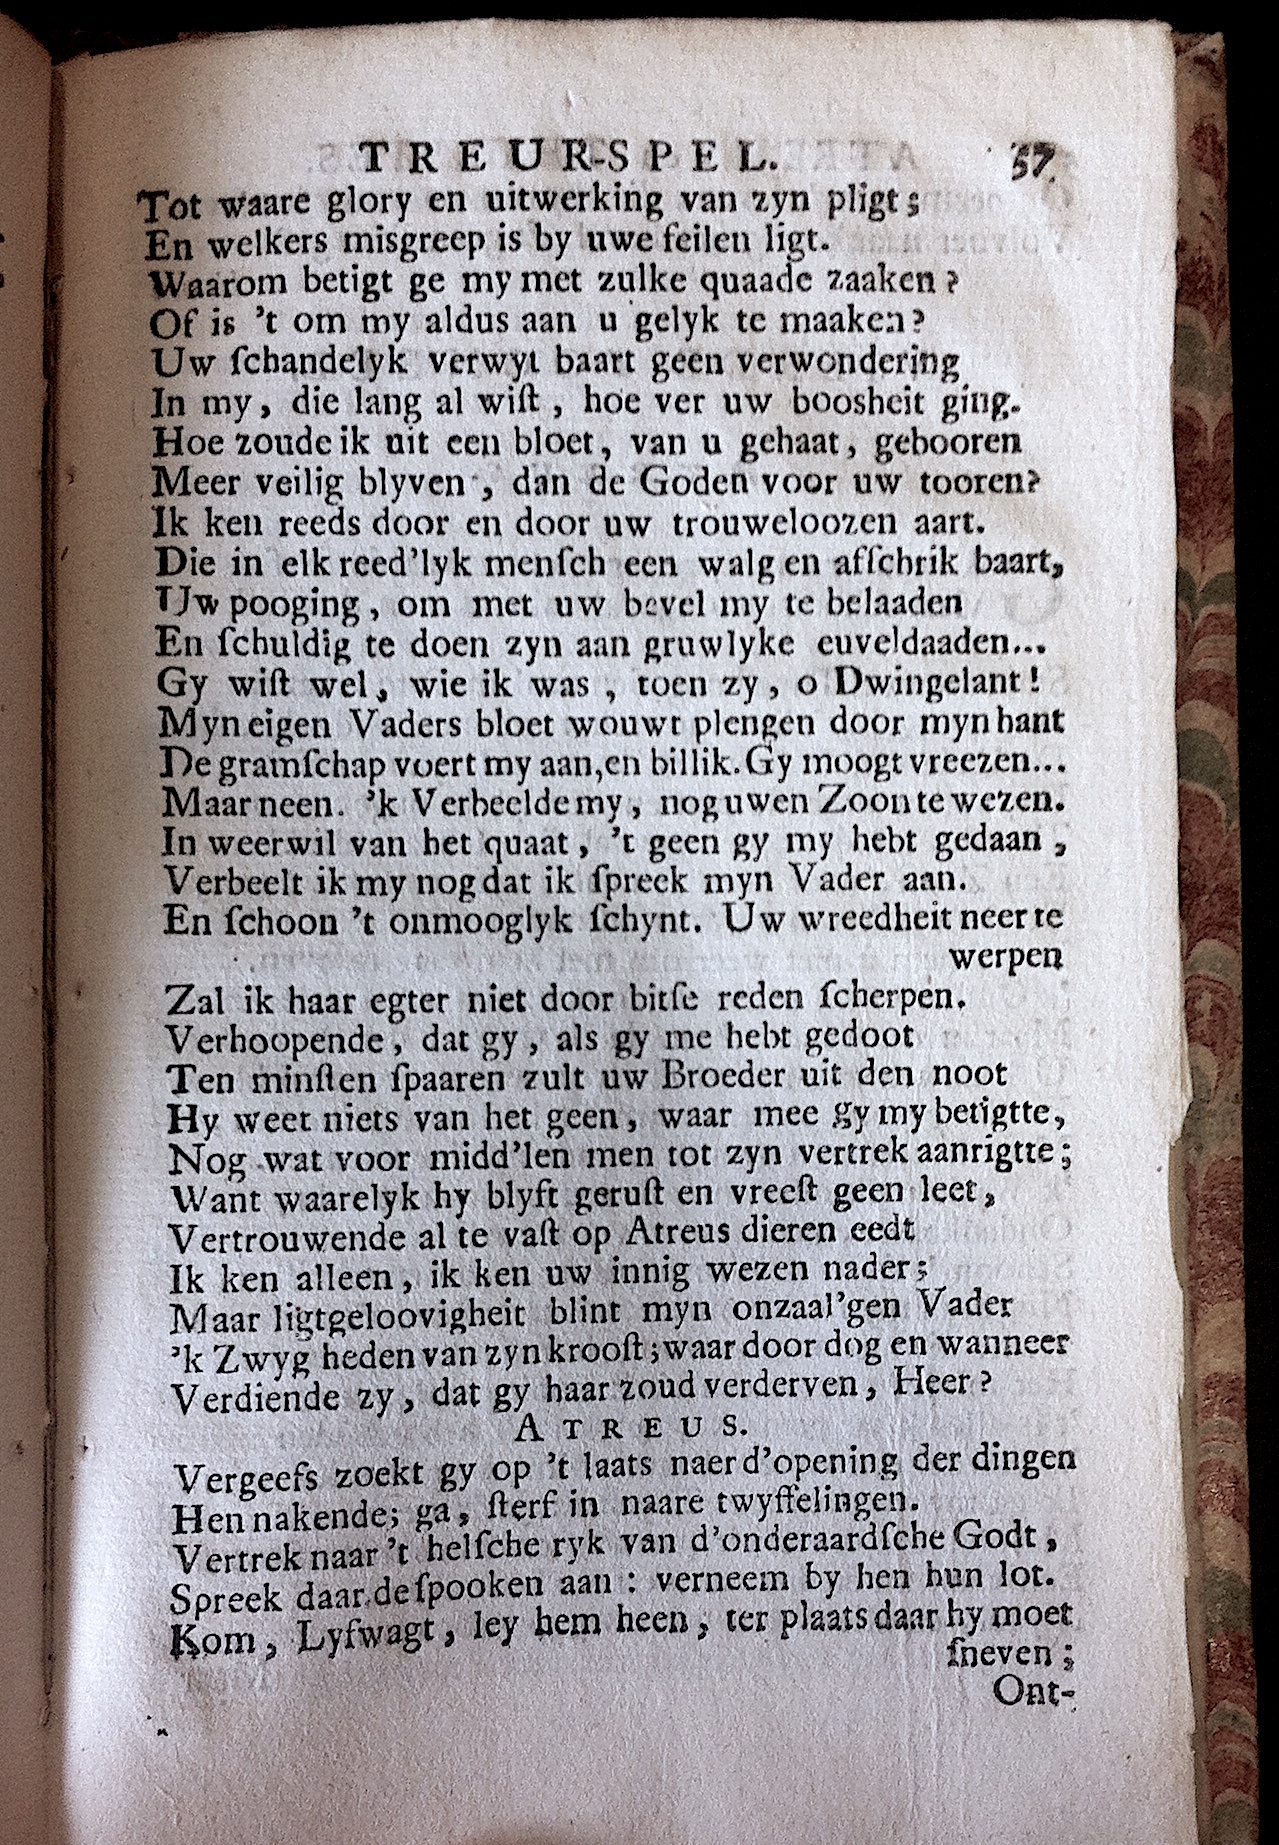 TREUR-SPEL. 57.
Tot waare glory en uitwerking van zyn pligt;
En welkers misgreep is by uwe feilen ligt.
Waarom betigt ge my met zulke quaade zaaken?
Of is 't om my aldus aan u gelyk te maaken?
Uw ſchandelyk verwyt baart geen verwondering
In my, die lang al wiſt, hoe ver uw boosheit ging.
Hoe zoude ik uit een bloet, van u gehaat, gebooren
Meer veilig blyven, dan de Goden voor uw tooren?
Ik ken reeds door en door uw trouweloozen aart.
Die in elk reed'lyk menſch een walg en afſchrik baart,
Uw pooging, om met uw bevel my te belaaden
En ſchuldig te doen zyn aan gruwlyke euveldaaden...
Gy wiſt wel, wie ik was, toen zy, o Dwingelant!
Myn eigen Vaders bloet wouwt plengen door myn hant
De gramſchap voert my aan, en billik. Gy moogt vreezen...
Maar neen. 'k Verbeelde my, nog uwen Zoon te wezen.
In weerwil van het quaat, 't geen gy my hebt gedaan,
Verbeelt ik my nog dat ik ſpreek myn Vader aan.
En ſchoon 't onmooglyk ſchynt. Uw wreedheit neer te
werpen
Zal ik haar egter niet door bitſe reden ſcherpen.
Verhoopende, dat gy, als gy me hebt gedoot
Ten minſten ſpaaren zult uw Broeder uit den noot
Hy weet niets van het geen, waar mee gy my betigtte,
Nog wat voor midd'len men tot zyn vertrek aanrigtte;
Want waarelyk hy blyft geruſt en vreeſt geen leet,
Vertrouwende al te vaſt op Atreus dieren eedt
Ik ken alleen, ik ken uw innig wezen nader;
Maar ligtgeloovigheit blint myn onzaal'gen Vader
'k Zwyg heden van zyn krooſt; waar door dog en wanneer
Verdiende zy, dat gy haar zoud verderven, Heer?
ATREUS.
Vergeefs zoekt gy op 't laats naer d'opening der dingen
Hen nakende; ga, ſterf in naare twyffelingen.
Vertrek naar 't helſche ryk van d'onderaardſche Godt,
Spreek daar de ſpooken aan: verneem by hen hun lot.
Kom, Lyfwagt, ley hem heen, ter plaats daar hy moet
ſneven;
Ont-